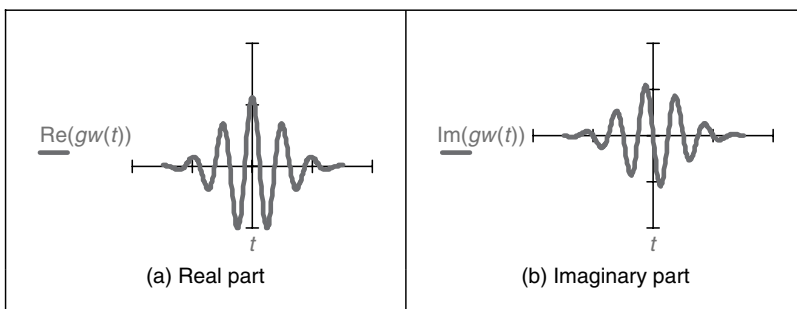 Re(gw(t))
t
(a) Real part
Im(gw(t))
t
(b) Imaginary part